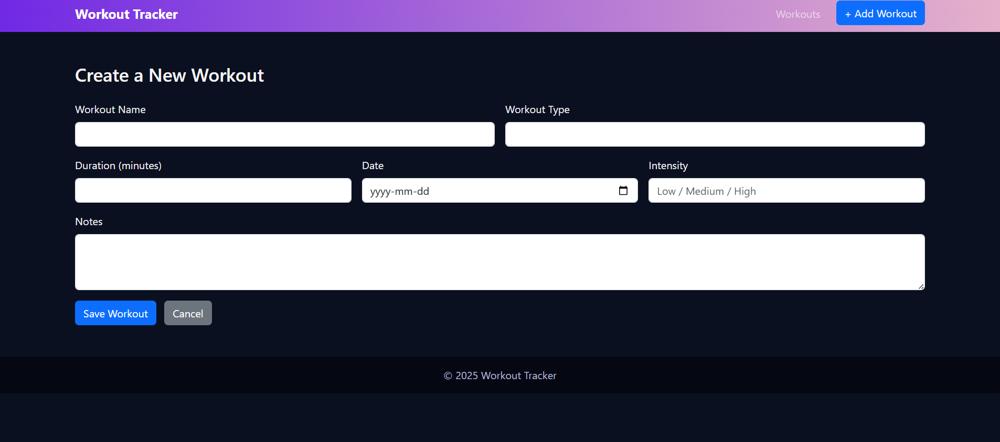 Workout Tracker
Workouts
+ Add Workout
Create a New Workout
Workout Name
Workout Type
Duration (minutes)
Date
Intensity
yyyy-mm-dd
Low / Medium / High
Notes
Save Workout
Cancel
© 2025 Workout Tracker